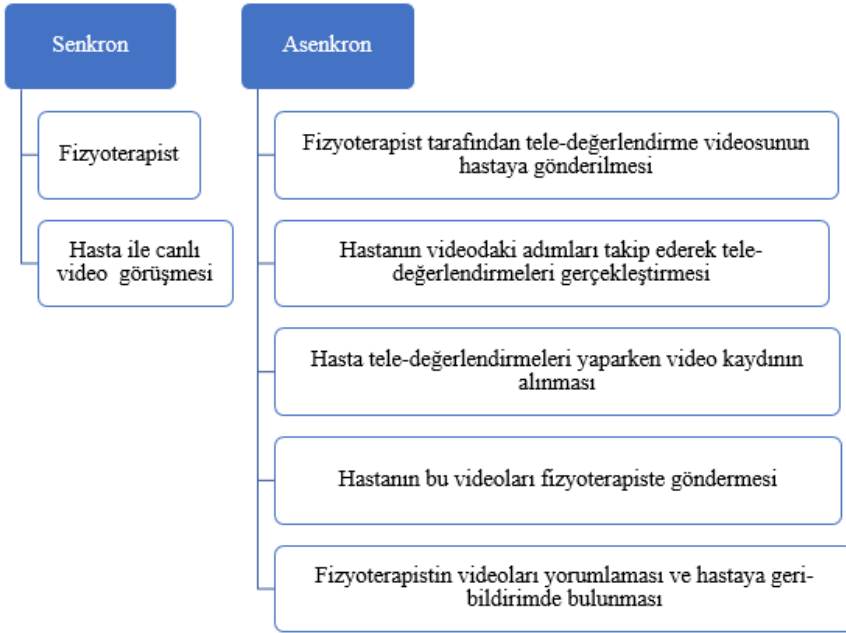 Senkron
Fizyoterapist
Hasta ile canlı
video görüşmesi
Asenkron
Fizyoterapist tarafından tele-değerlendirme videosunun
hastaya gönderilmesi
Hastanın videodaki adımları takip ederek tele-
değerlendirmeleri gerçekleştirmesi
Hasta tele-değerlendirmeleri yaparken video kaydının
alınması
Hastanın bu videoları fizyoterapiste göndermesi
Fizyoterapistin videoları yorumlaması ve hastaya geri-
bildirimde bulunması